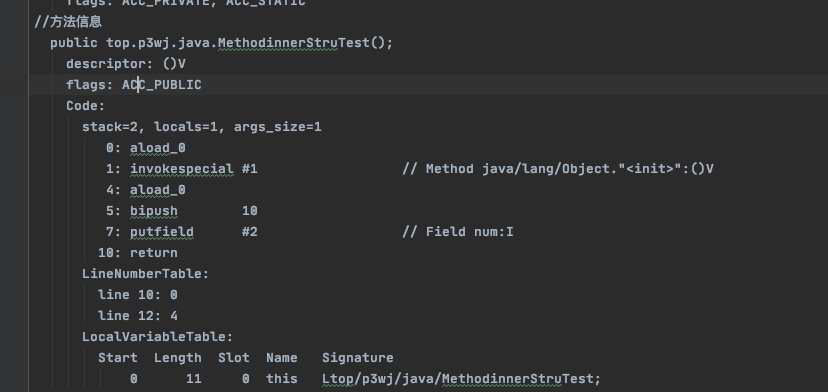 flags: ACC_PRIVATE, ACC_STATIC
//方法信息
public top.p3wj.java.MethodinnerStruTest();
descriptor: ()V
flags: ACC_PUBLIC
Code:
stack=2, locals=1, args_size=1
0: aload_0
1: invokespecial #1 // Method java/lang/Object."<init>":()V
4: aload_0
5: bipush 10
7: putfield #2 // Field num:I
10: return
LineNumberTable:
line 10: 0
line 12: 4
LocalVariableTable:
Start Length Slot Name Signature
0 11 0 this Ltop/p3wj/java/MethodinnerStruTest;